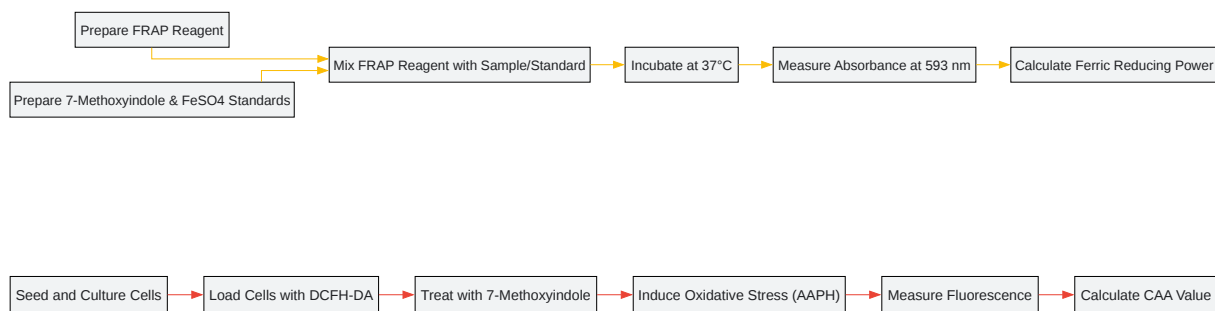 Prepare FRAP Reagent
Prepare 7-Methoxyindole & FeSO4 Standards
Mix FRAP Reagent with Sample/Standard
Incubate at 37°C
Measure Absorbance at 593 nm
Calculate Ferric Reducing Power
Seed and Culture Cells
Load Cells with DCFH-DA
Treat with 7-Methoxyindole
Induce Oxidative Stress (AAPH)
Measure Fluorescence
Calculate CAA Value